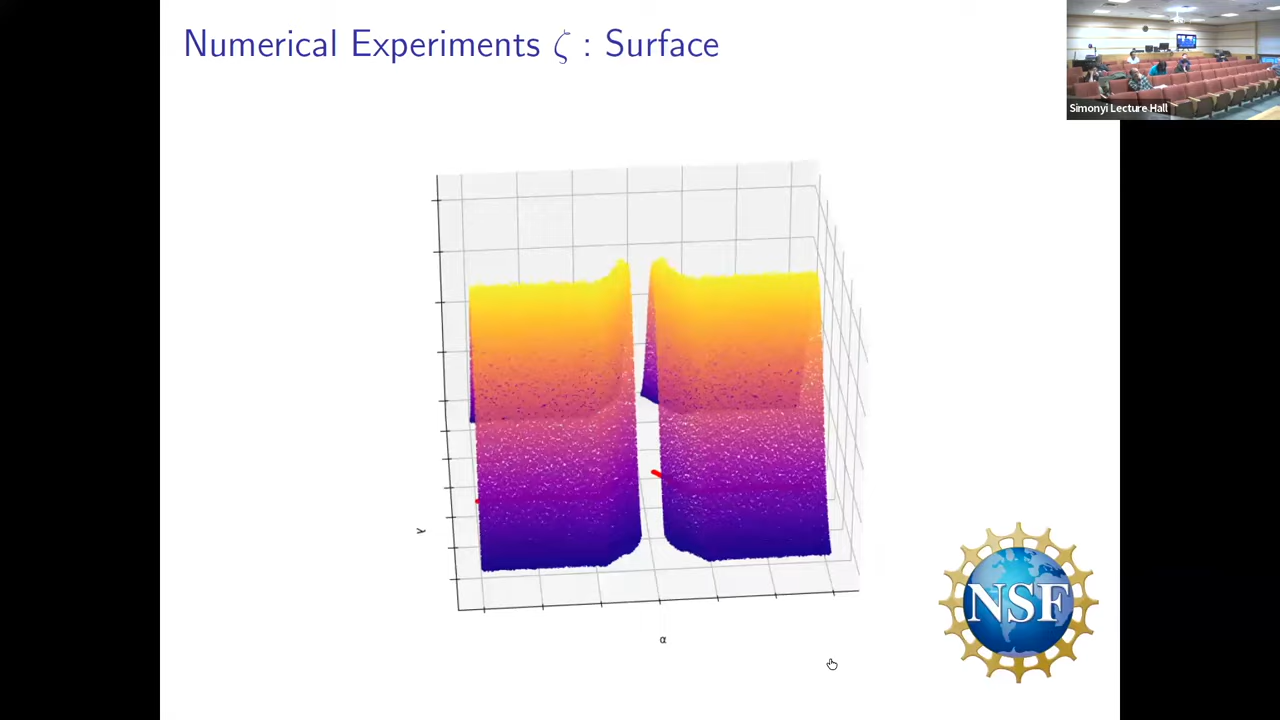 Numerical Experiments ζ : Surface
Simonyi Lecture Hall
γ
α
NSF